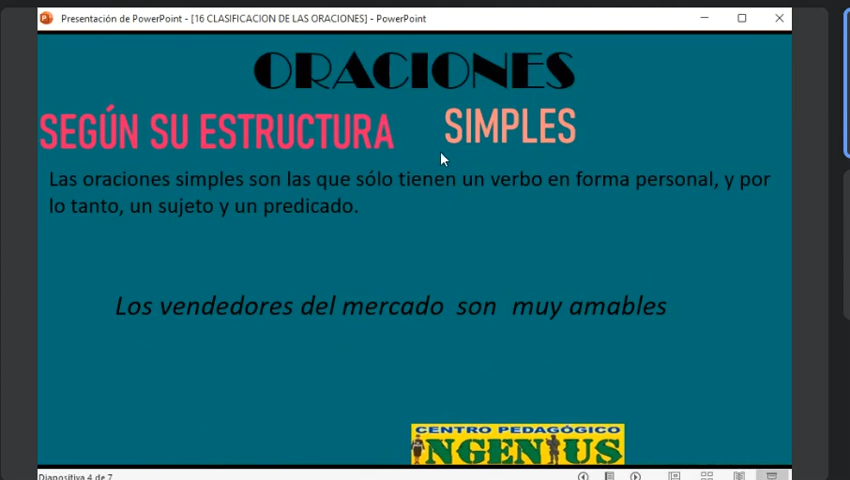 Presentación de PowerPoint - [16 CLASIFICACION DE LAS ORACIONES] - PowerPoint
ORACIONES
SEGÚN SU ESTRUCTURA SIMPLES
Las oraciones simples son las que sólo tienen un verbo en forma personal, y por
lo tanto, un sujeto y un predicado.
Los vendedores del mercado son muy amables
CENTRO PEDAGÓGICO
INGENIUS
Diapositiva 4 de 7